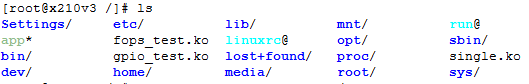 [root@x210v3 /]# ls
Settings/ etc/ lib/ mnt/ run@
app* fops_test.ko linuxrc@ opt/ sbin/
bin/ gpio_test.ko lost+found/ proc/ single.ko
dev/ home/ media/ root/ sys/